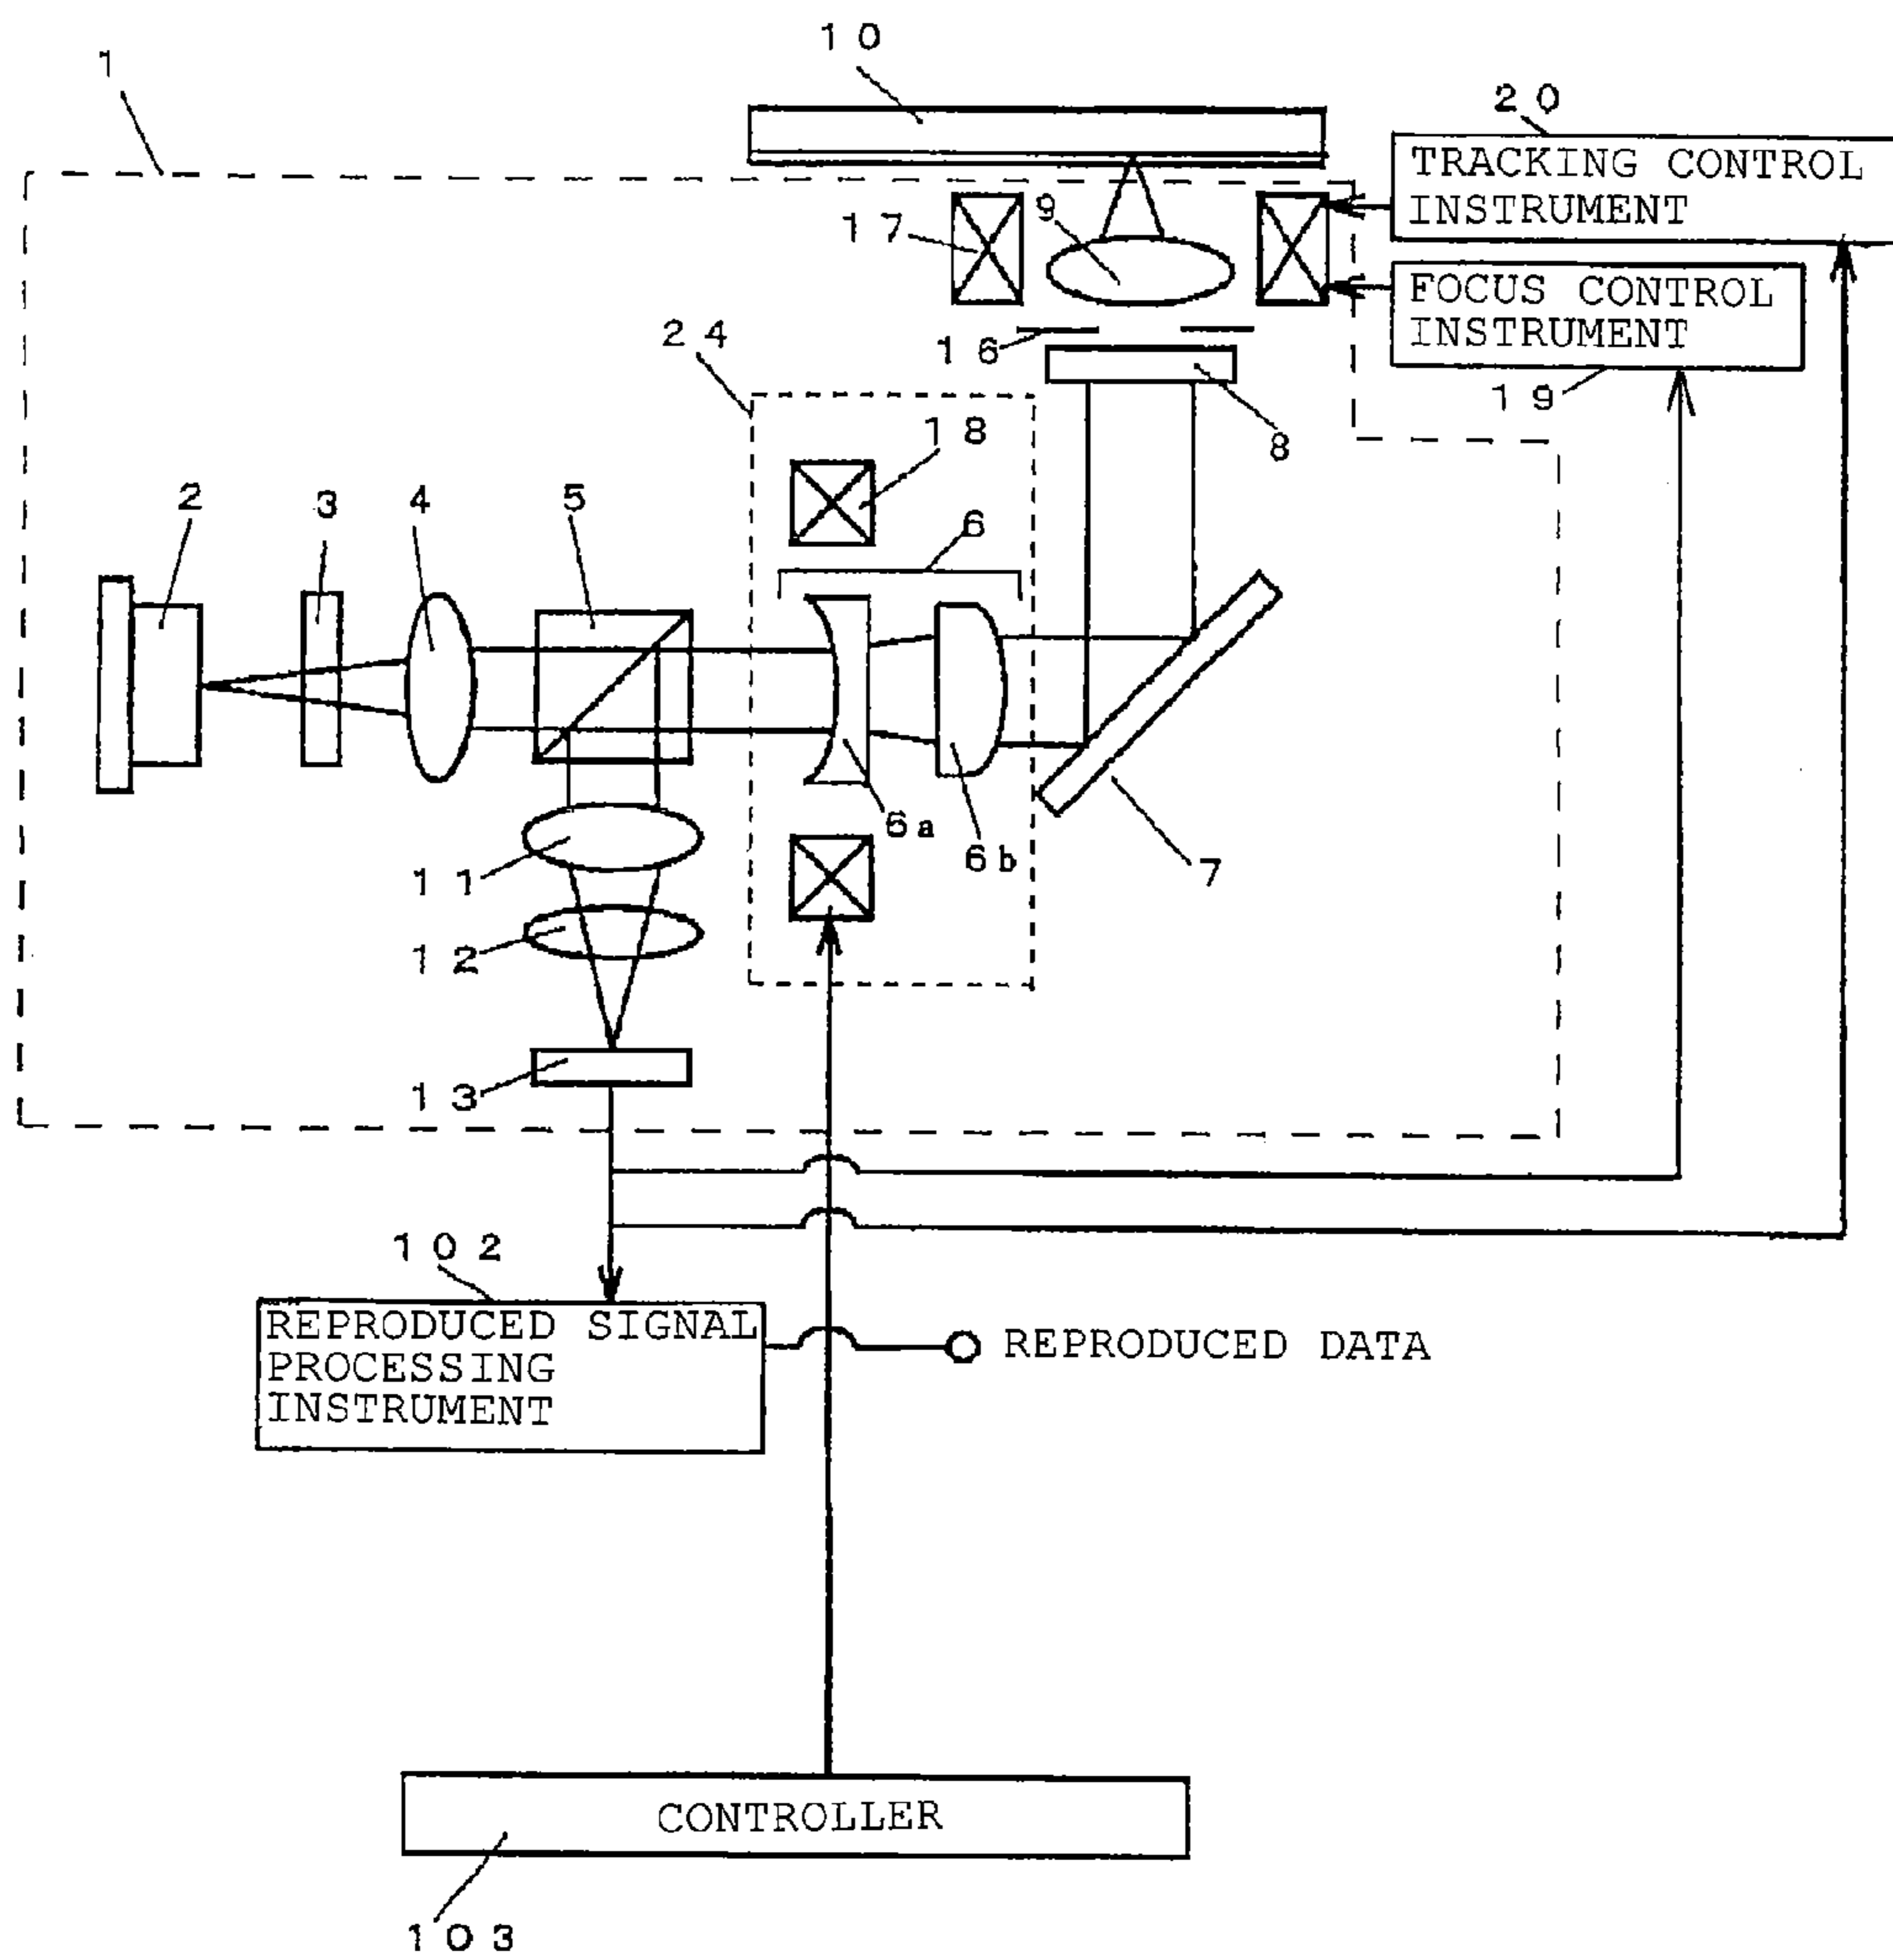 10
1
20
TRACKING CONTROL
INSTRUMENT
17
9
FOCUS CONTROL
INSTRUMENT
16
24
19
18
8
2
3
4
5
6
6a
6b
7
11
12
13
102
REPRODUCED SIGNAL
PROCESSING
INSTRUMENT
REPRODUCED DATA
CONTROLLER
103